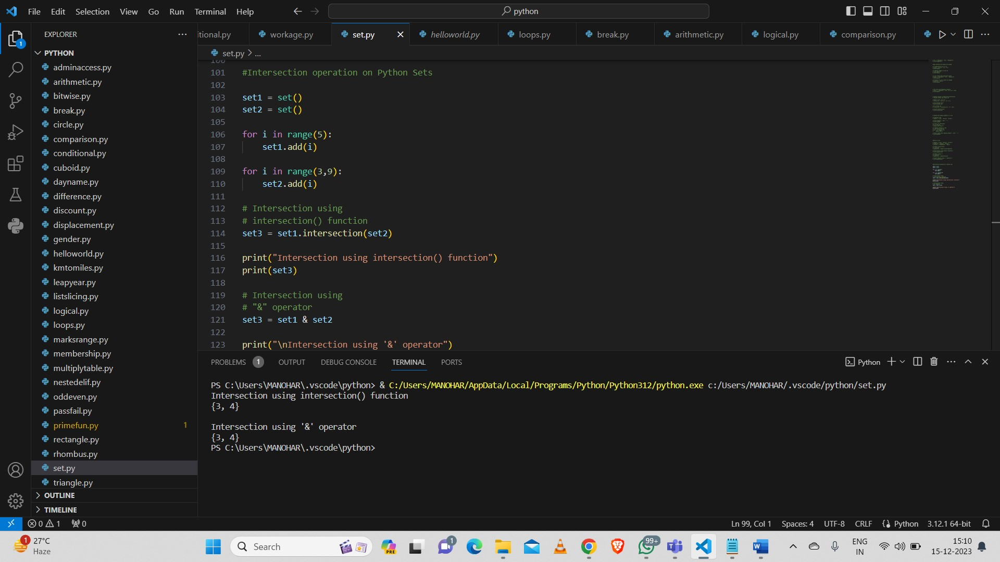 File Edit Selection View Go Run Terminal Help
python
EXPLORER
itional.py
workage.py
set.py
helloworld.py
loops.py
break.py
arithmetic.py
logical.py
comparison.py
set.py > ...
PYTHON
adminaccess.py
arithmetic.py
bitwise.py
break.py
circle.py
comparison.py
conditional.py
cuboid.py
dayname.py
difference.py
discount.py
displacement.py
gender.py
helloworld.py
kmtomiles.py
leapyear.py
listslicing.py
logical.py
loops.py
marksrange.py
membership.py
multiplytable.py
nestedelif.py
oddeven.py
passfail.py
primefun.py 1
rectangle.py
rhombus.py
set.py
triangle.py
OUTLINE
TIMELINE
1
100
101 #Intersection operation on Python Sets
102
103 set1 = set()
104 set2 = set()
105
106 for i in range(5):
107     set1.add(i)
108
109 for i in range(3,9):
110     set2.add(i)
111
112 # Intersection using
113 # intersection() function
114 set3 = set1.intersection(set2)
115
116 print("Intersection using intersection() function")
117 print(set3)
118
119 # Intersection using
120 # "&" operator
121 set3 = set1 & set2
122
123 print("\nIntersection using '&' operator")
PROBLEMS 1 OUTPUT DEBUG CONSOLE TERMINAL PORTS
Python
PS C:\Users\MANOHAR\.vscode\python> & C:/Users/MANOHAR/AppData/Local/Programs/Python/Python312/python.exe c:/Users/MANOHAR/.vscode/python/set.py
Intersection using intersection() function
{3, 4}
Intersection using '&' operator
{3, 4}
PS C:\Users\MANOHAR\.vscode\python>
0 1 0
Ln 99, Col 1 Spaces: 4 UTF-8 CRLF Python 3.12.1 64-bit
1
27°C
Haze
Search
PRE
1
99+
ENG
IN
15:10
15-12-2023